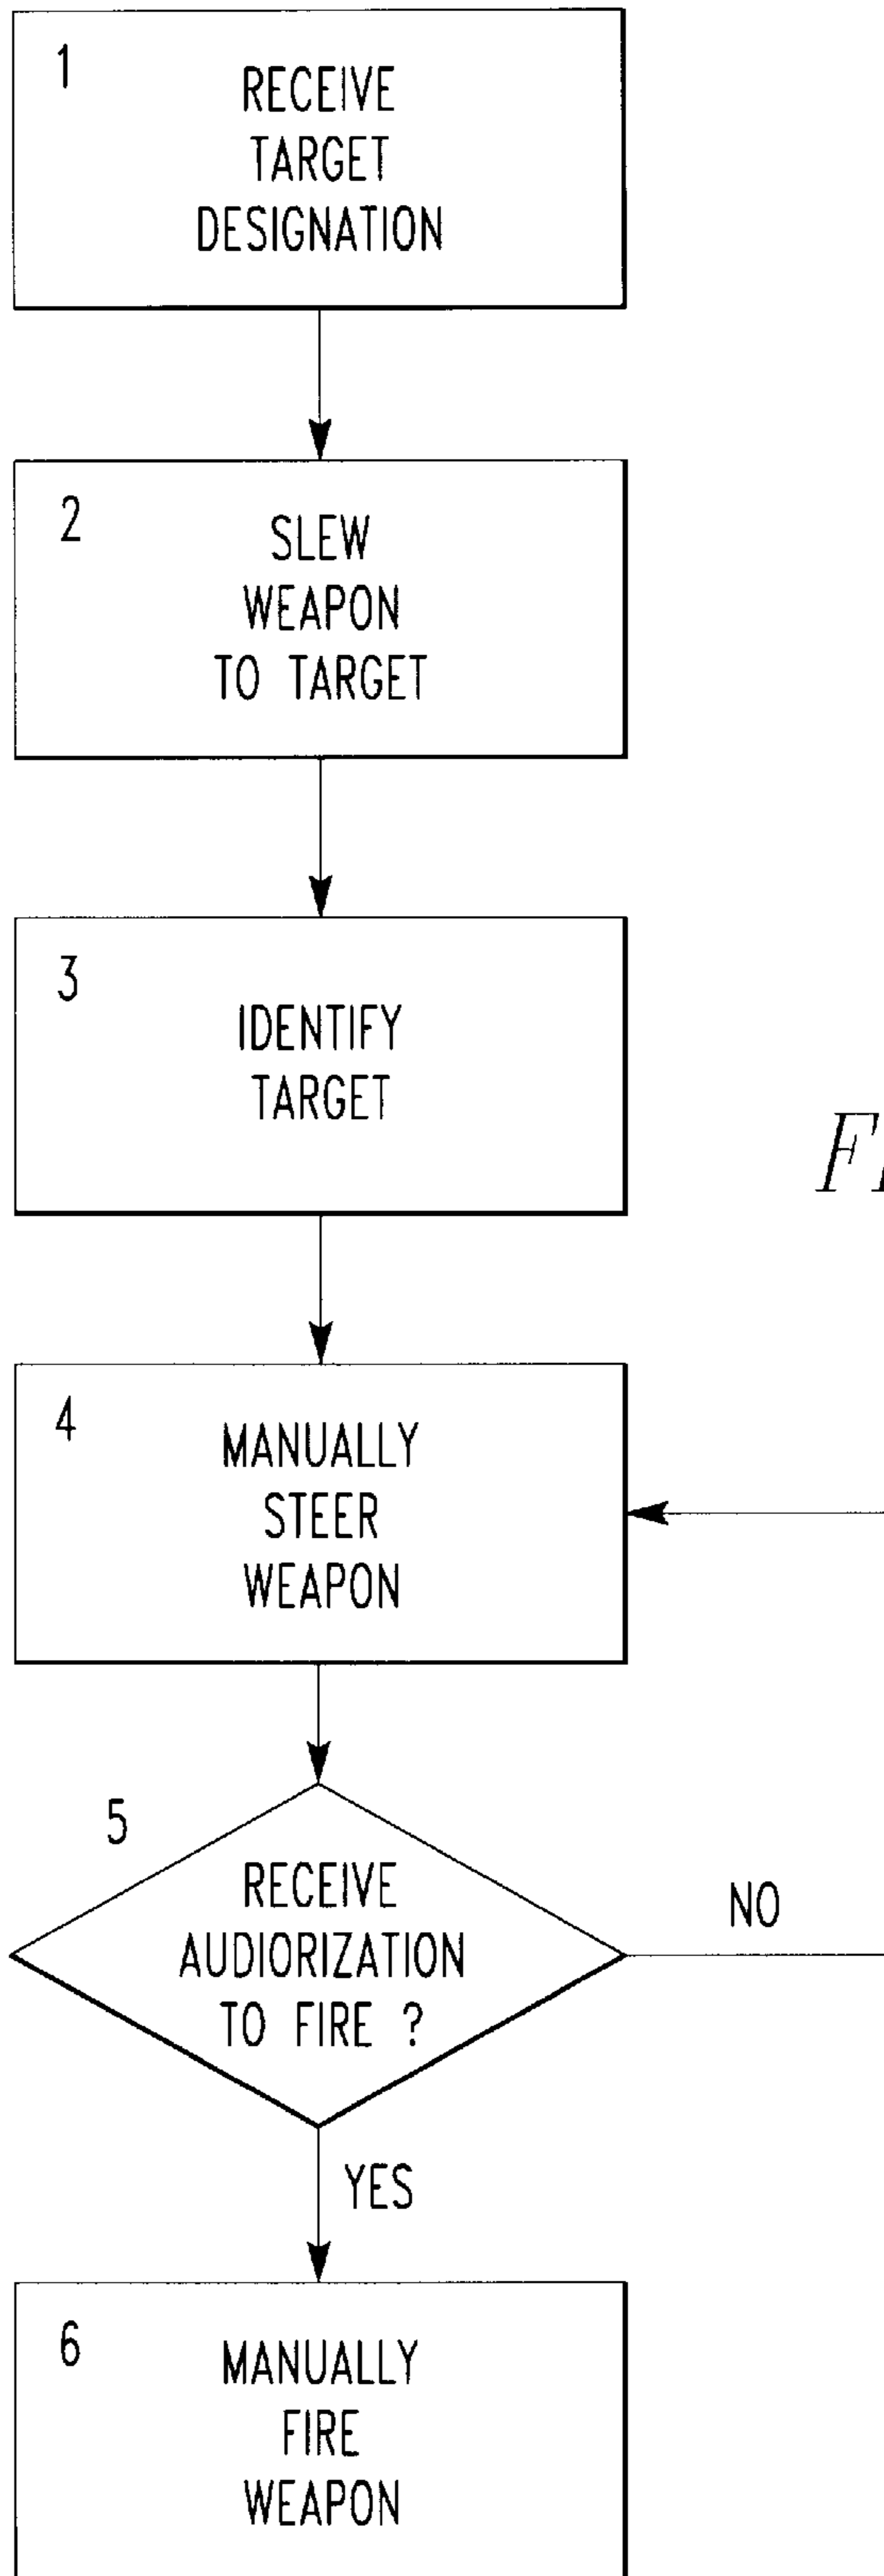 1
RECEIVE
TARGET
DESIGNATION
2
SLEW
WEAPON
TO TARGET
3
IDENTIFY
TARGET
4
MANUALLY
STEER
WEAPON
5
RECEIVE
AUDIORIZATION
TO FIRE ?
NO
YES
6
MANUALLY
FIRE
WEAPON